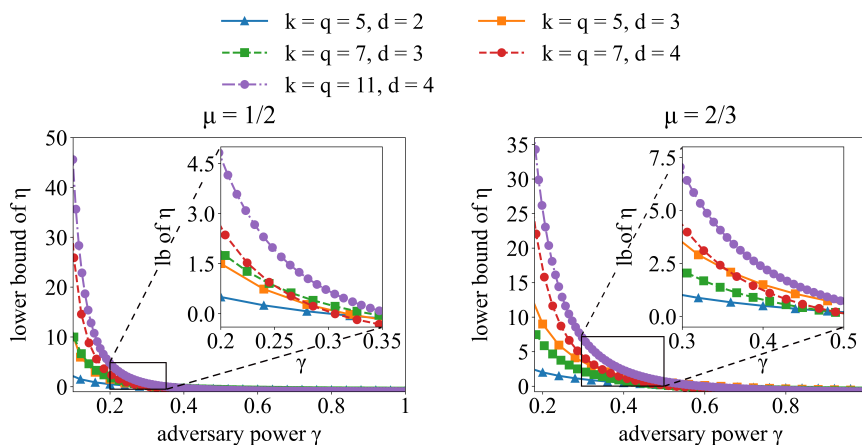 k = q = 5, d = 2
k = q = 5, d = 3
k = q = 7, d = 3
k = q = 7, d = 4
k = q = 11, d = 4
μ = 1/2
lower bound of η
50
40
30
20
10
0
0.2
0.4
0.6
0.8
1
adversary power γ
lb of η
4.5
3.0
1.5
0.0
0.2
0.25
0.3
0.35
γ
μ = 2/3
lower bound of η
35
30
25
20
15
10
5
0
0.2
0.4
0.6
0.8
adversary power γ
lb of η
7.5
5.0
2.5
0.0
0.3
0.4
0.5
γ